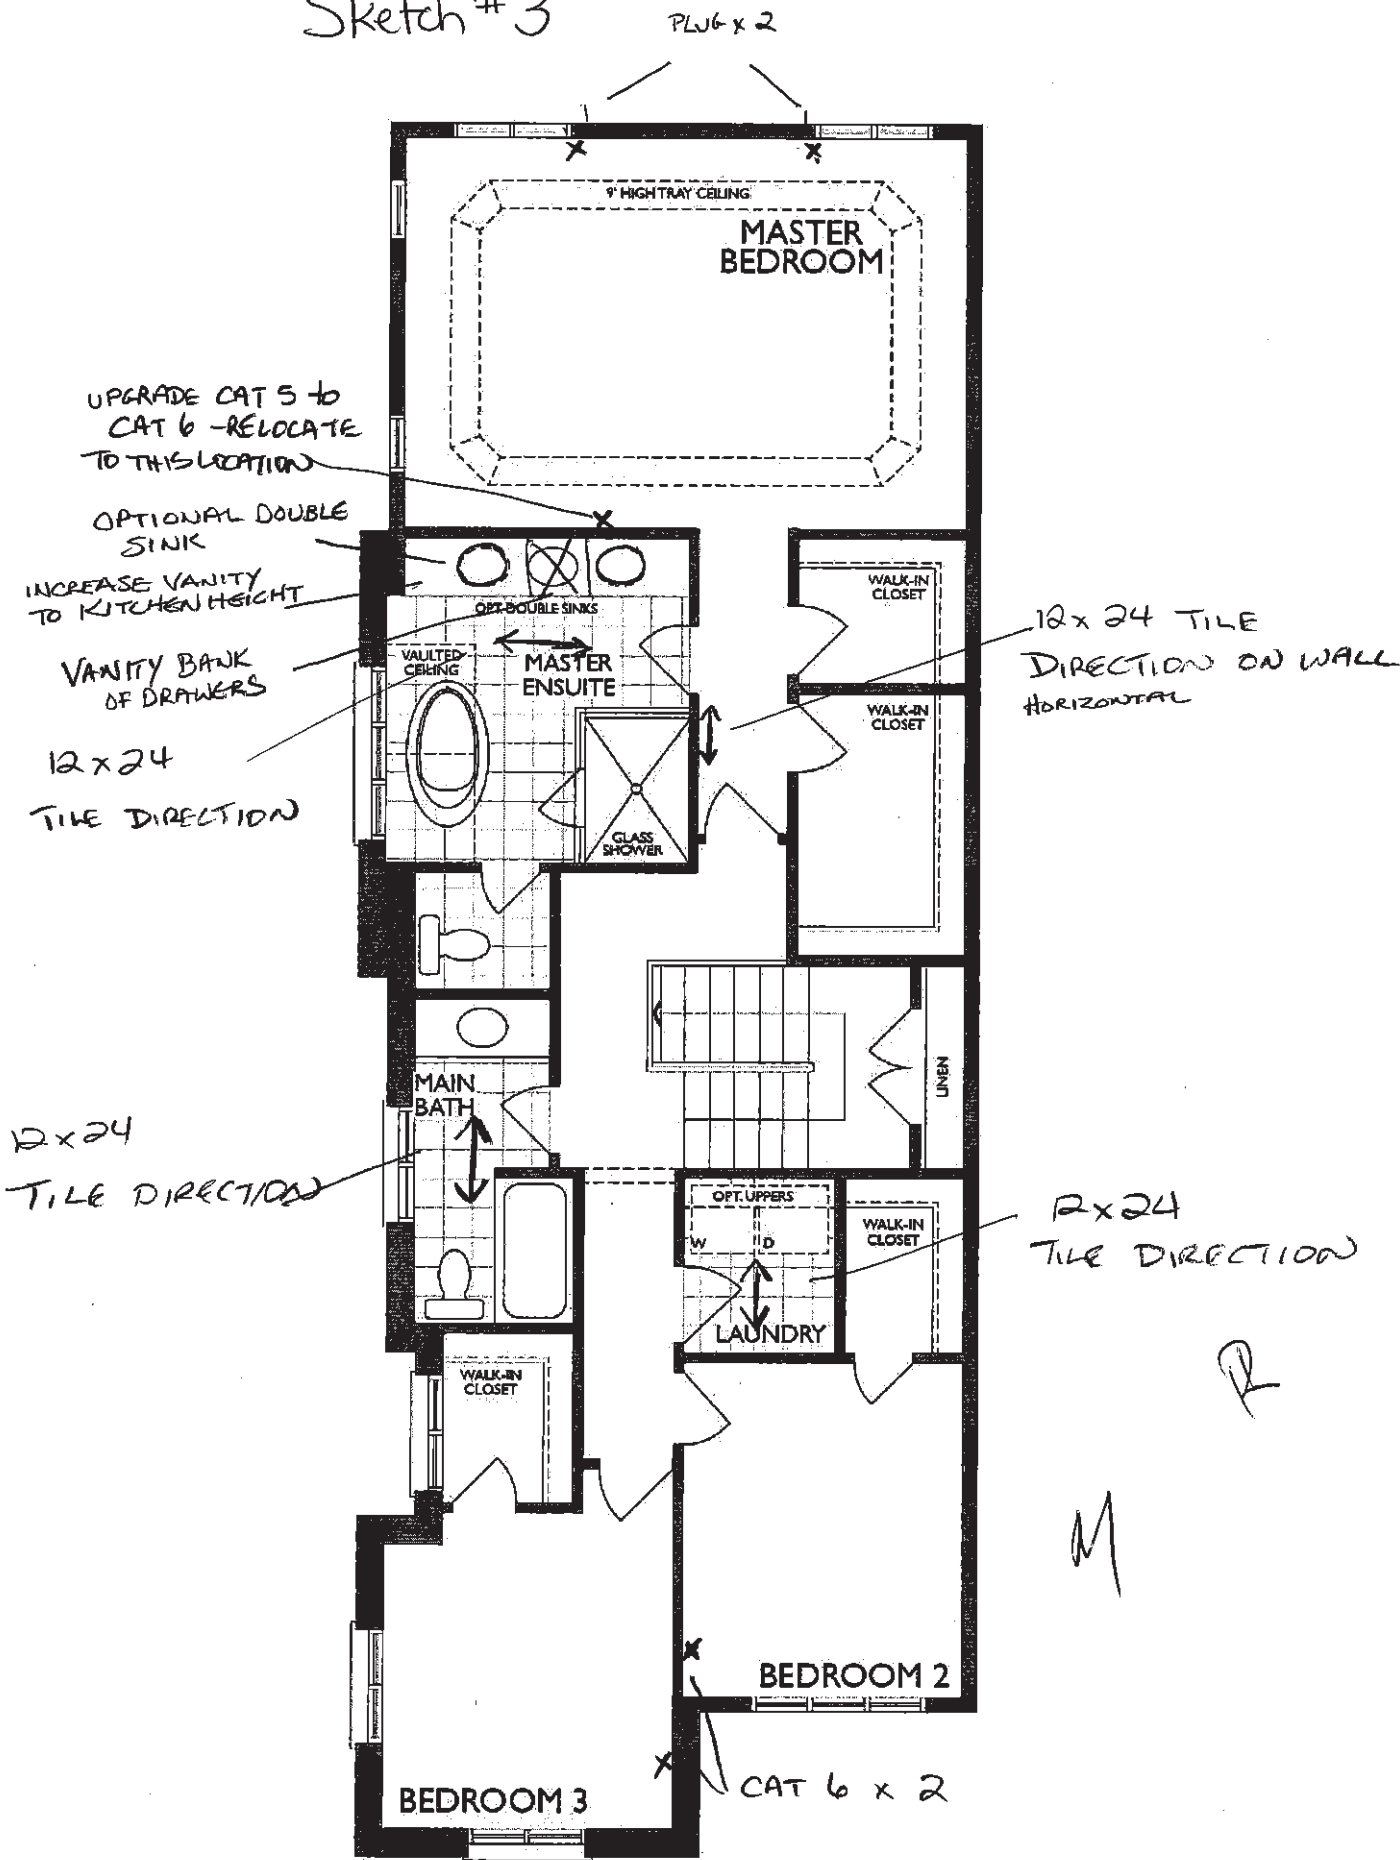 Sketch #3
PLUG x 2
9' HIGH TRAY CEILING
MASTER
BEDROOM
UPGRADE CAT 5 to
CAT 6 -RELOCATE
TO THIS LOCATION
OPTIONAL DOUBLE
SINK
INCREASE VANITY
TO KITCHEN HEIGHT
VANITY BANK
OF DRAWERS
12 x 24
TILE DIRECTION
OPT. DOUBLE SINKS
VAULTED
CEILING
MASTER
ENSUITE
GLASS
SHOWER
WALK-IN
CLOSET
WALK-IN
CLOSET
12 x 24 TILE
DIRECTION ON WALL
HORIZONTAL
LINEN
MAIN
BATH
12 x 24
TILE DIRECTION
OPT. UPPERS
W
D
LAUNDRY
WALK-IN
CLOSET
12 x 24
TILE DIRECTION
WALK-IN
CLOSET
M
BEDROOM 2
BEDROOM 3
CAT 6 x 2